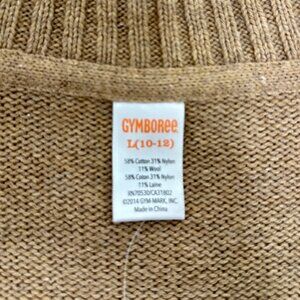 GYMBOREE
L (10-12)
58% Cotton 31% Nylon
11% Wool
58% Coton 31% Nylon
11% Laine
RN70530/CA31802
©2014 GYM-MARK, INC.
Made in China